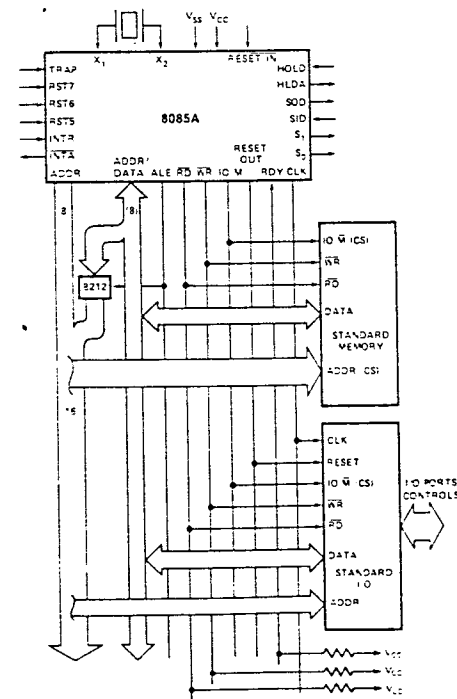 VSS VCC
X1 X2 RESET IN
TRAP
RST7
RST6
RST5
INTR
INTA
HOLD
HLDA
SOD
SID
S1
S0
8085A
RESET
OUT
ADDR ADDR/
DATA ALE RD WR IO M RDY CLK
8 (8)
8212
IO M (CS)
WR
RD
DATA
STANDARD
MEMORY
ADDR (CS)
CLK
RESET
IO M (CS)
WR
RD
DATA
STANDARD
I/O
ADDR
I/O PORTS
CONTROLS
VCC
VCC
VCC